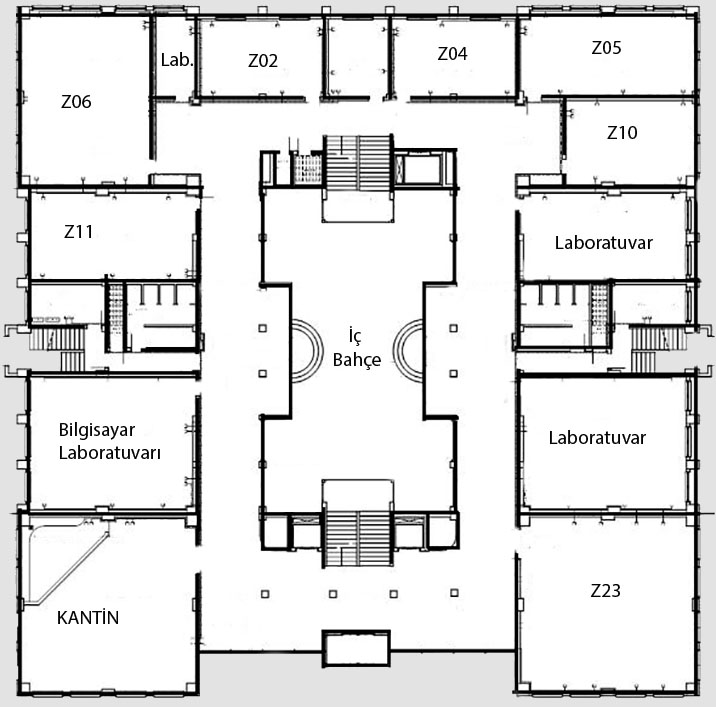 Z06
Lab.
Z02
Z04
Z05
Z10
Z11
Laboratuvar
İç
Bahçe
Bilgisayar
Laboratuvarı
Laboratuvar
KANTİN
Z23